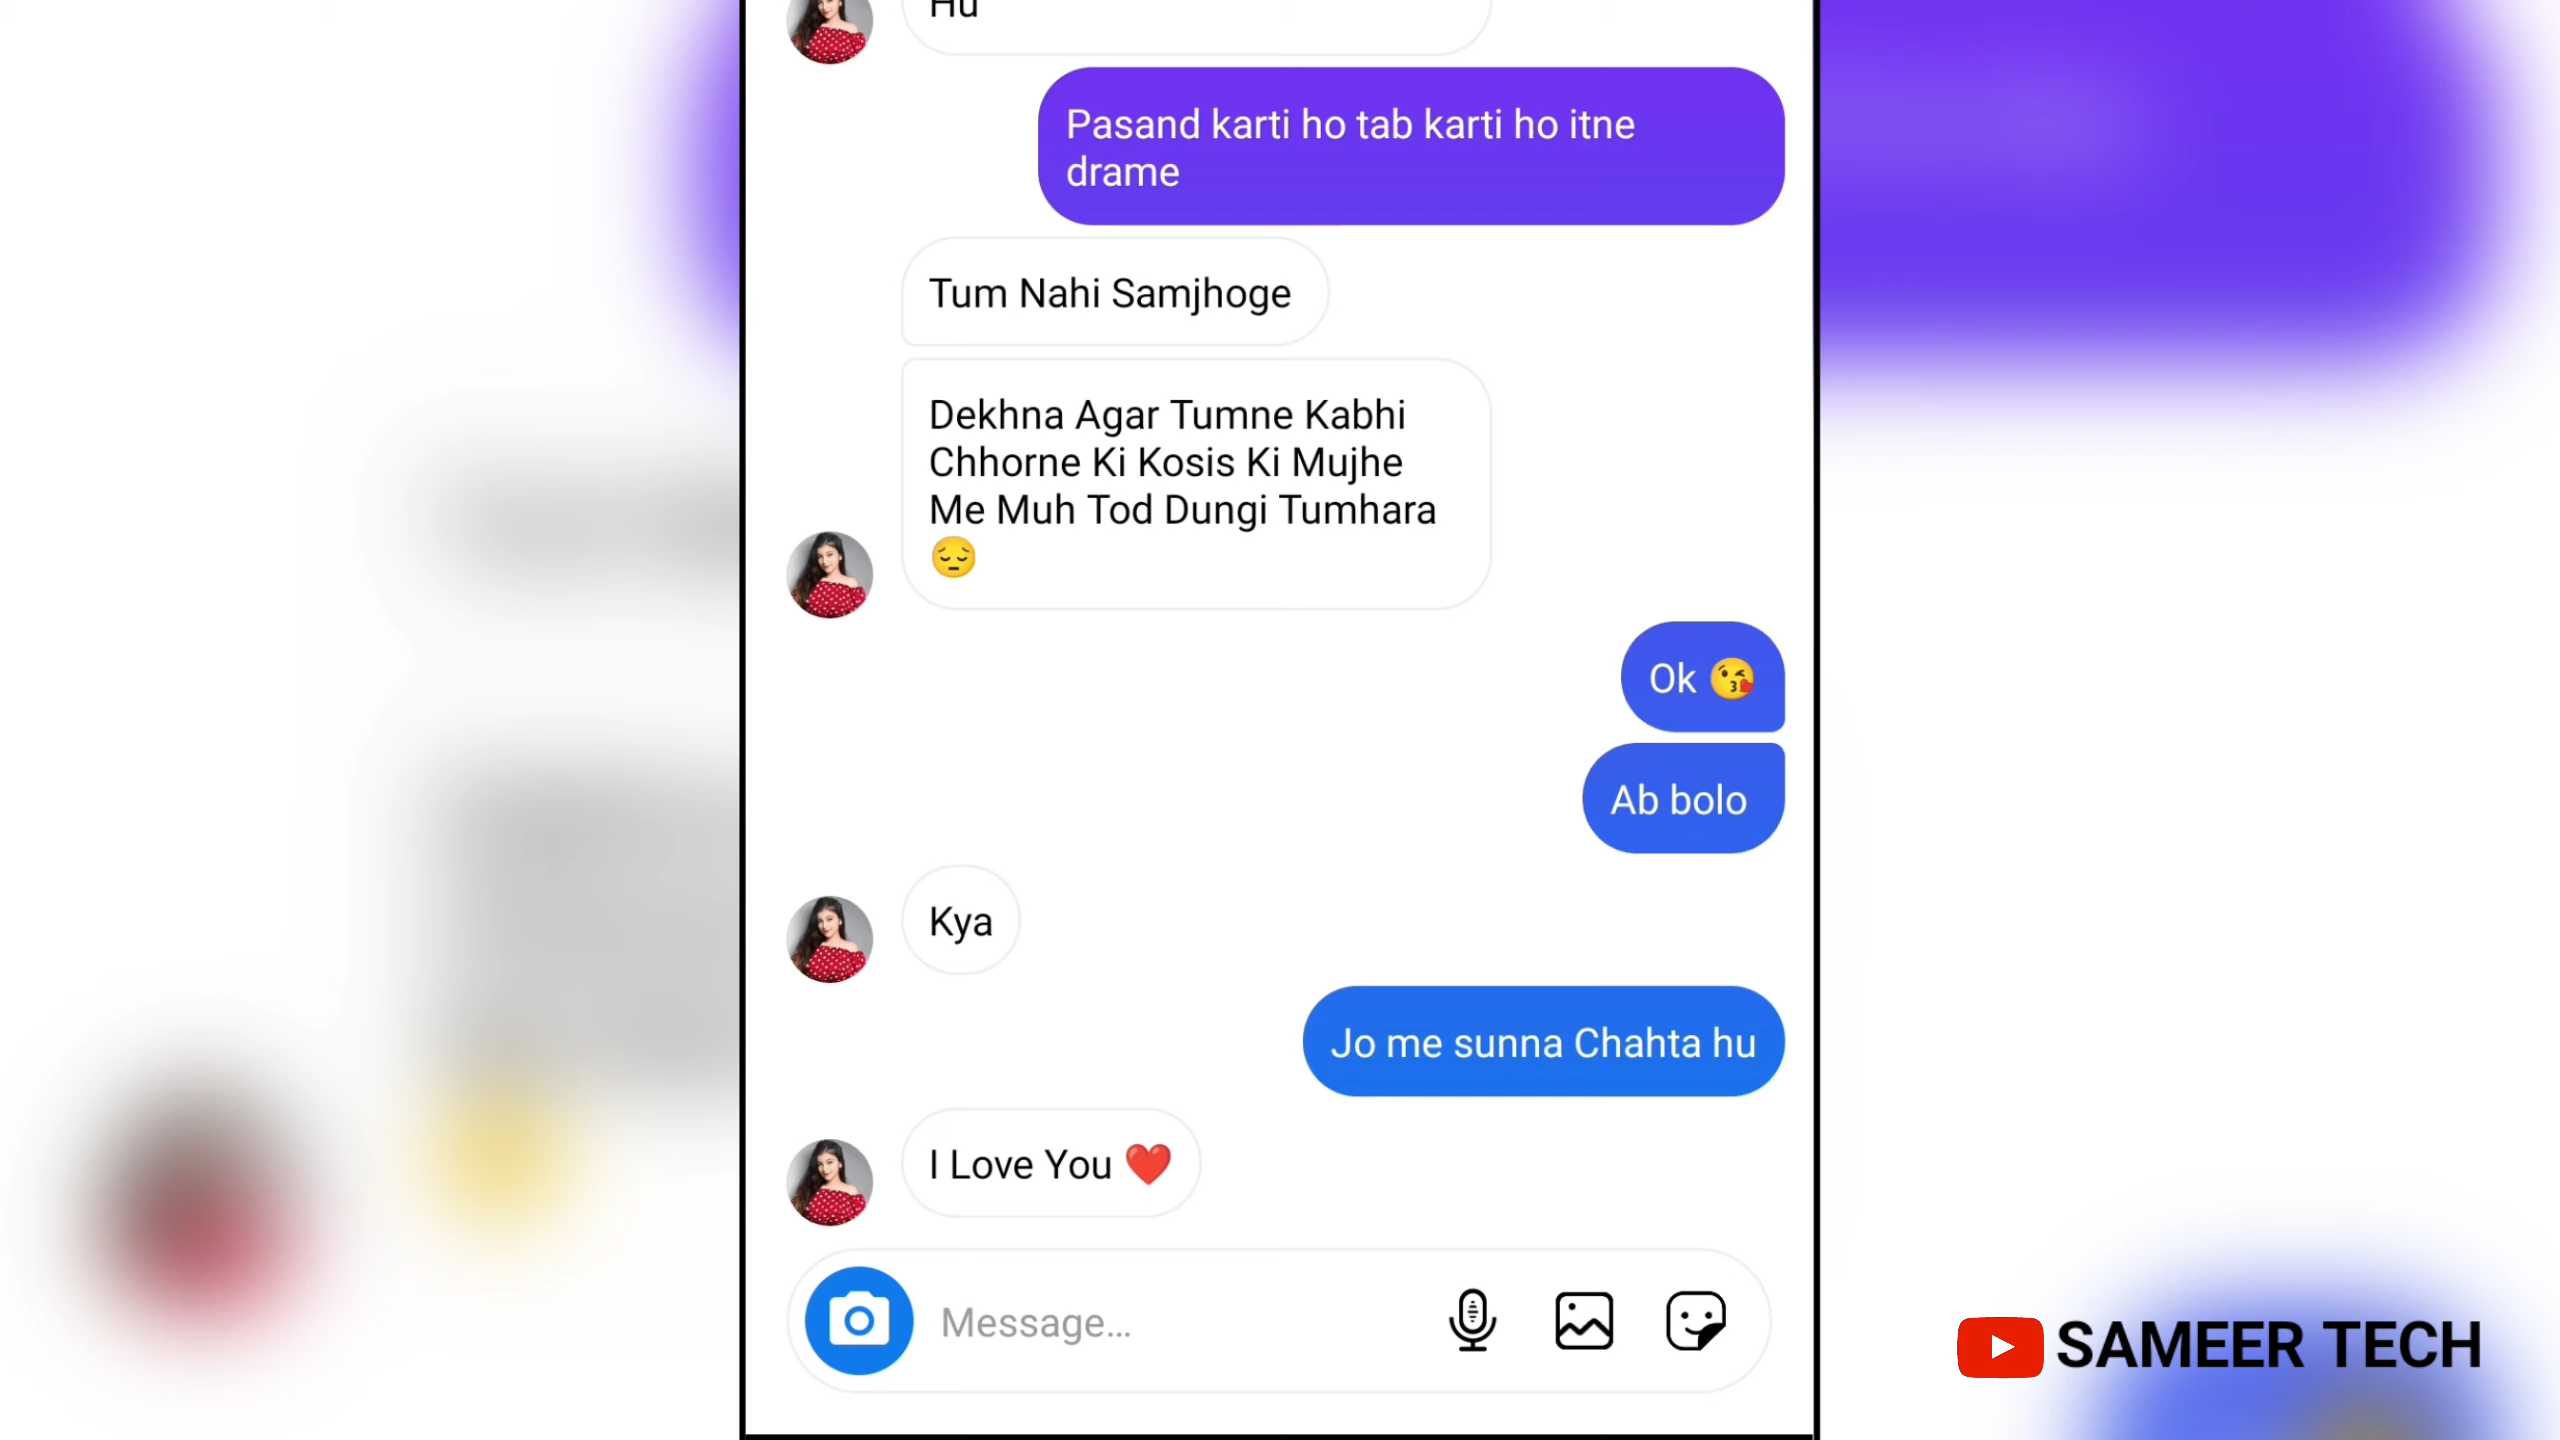 Hu
Pasand karti ho tab karti ho itne
drame
Tum Nahi Samjhoge
Dekhna Agar Tumne Kabhi
Chhorne Ki Kosis Ki Mujhe
Me Muh Tod Dungi Tumhara
😔
Ok 😘
Ab bolo
Kya
Jo me sunna Chahta hu
I Love You ❤️
Message...
SAMEER TECH